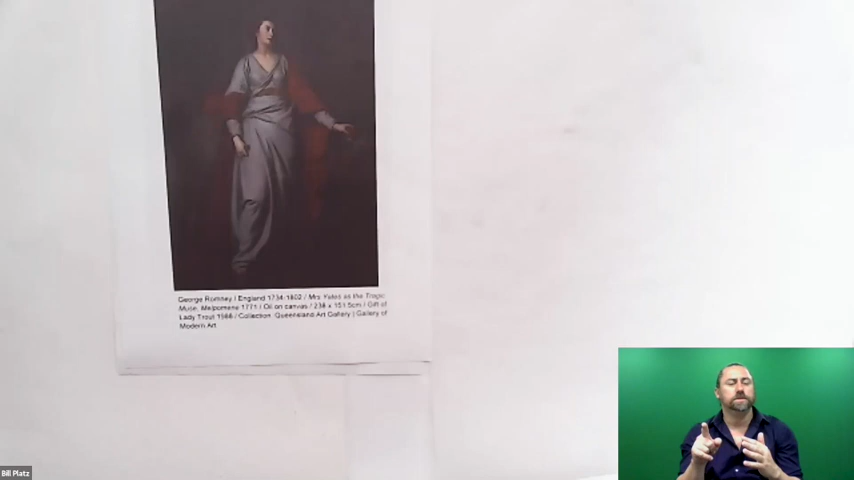 George Romney | England 1734-1802 / Mrs Yates as the Tragic
Muse, Melpomene 1771 / Oil on canvas / 238 x 151.5cm / Gift of
Lady Trout 1988 / Collection: Queensland Art Gallery | Gallery of
Modern Art
Bill Platz